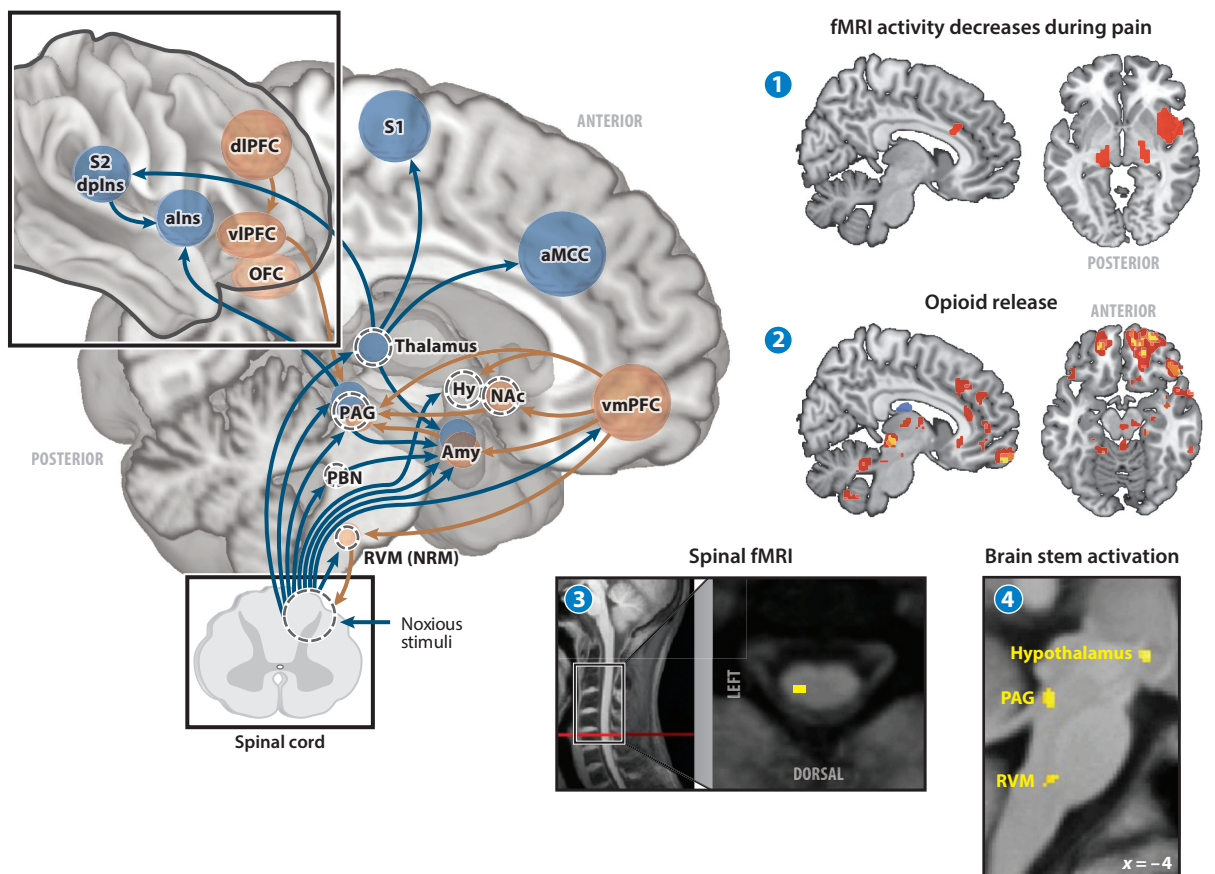 S2
dpIns
aIns
dlPFC
vlPFC
OFC
S1
ANTERIOR
aMCC
Thalamus
Hy
NAc
vmPFC
PAG
Amy
PBN
POSTERIOR
RVM (NRM)
Noxious
stimuli
Spinal cord
fMRI activity decreases during pain
1
POSTERIOR
Opioid release
ANTERIOR
2
Spinal fMRI
3
LEFT
DORSAL
Brain stem activation
4
Hypothalamus
PAG
RVM
x = –4